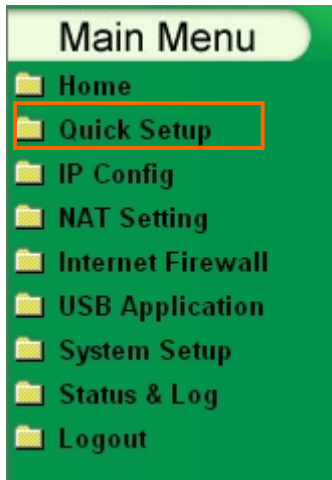 Main Menu
Home
Quick Setup
IP Config
NAT Setting
Internet Firewall
USB Application
System Setup
Status & Log
Logout